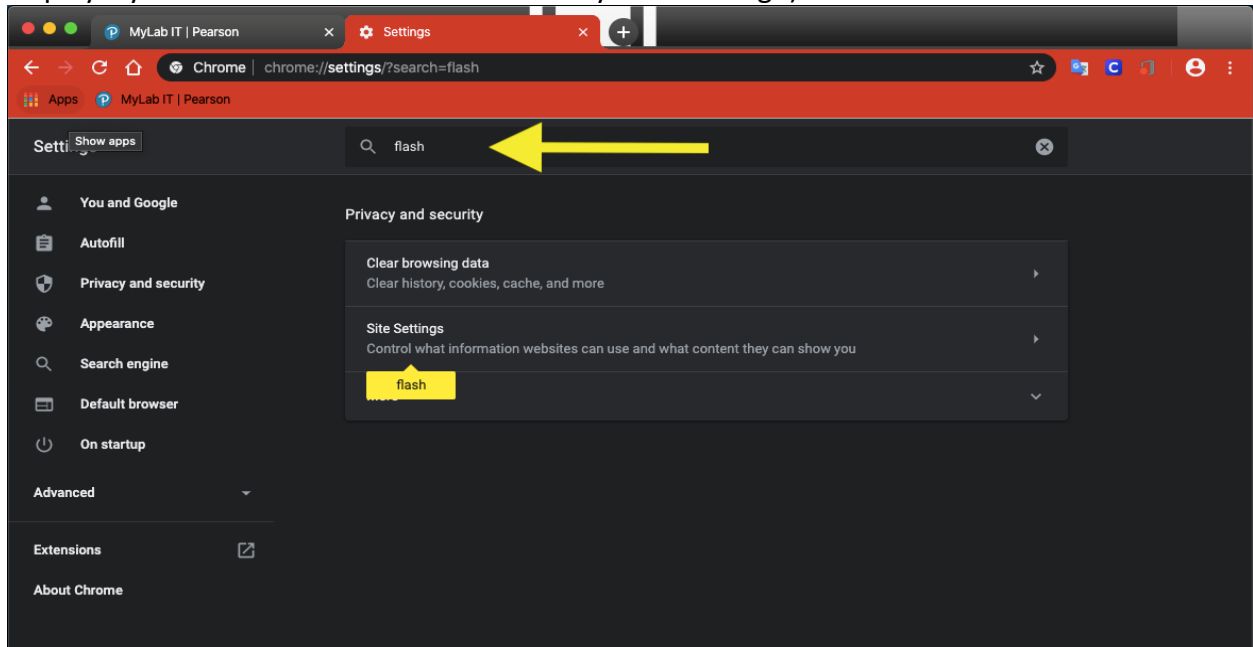 MyLab IT | Pearson
Settings
Chrome | chrome://settings/?search=flash
Apps MyLab IT | Pearson
Show apps
flash
You and Google
Autofill
Privacy and security
Appearance
Search engine
Default browser
On startup
Advanced
Extensions
About Chrome
Privacy and security
Clear browsing data
Clear history, cookies, cache, and more
Site Settings
Control what information websites can use and what content they can show you
flash